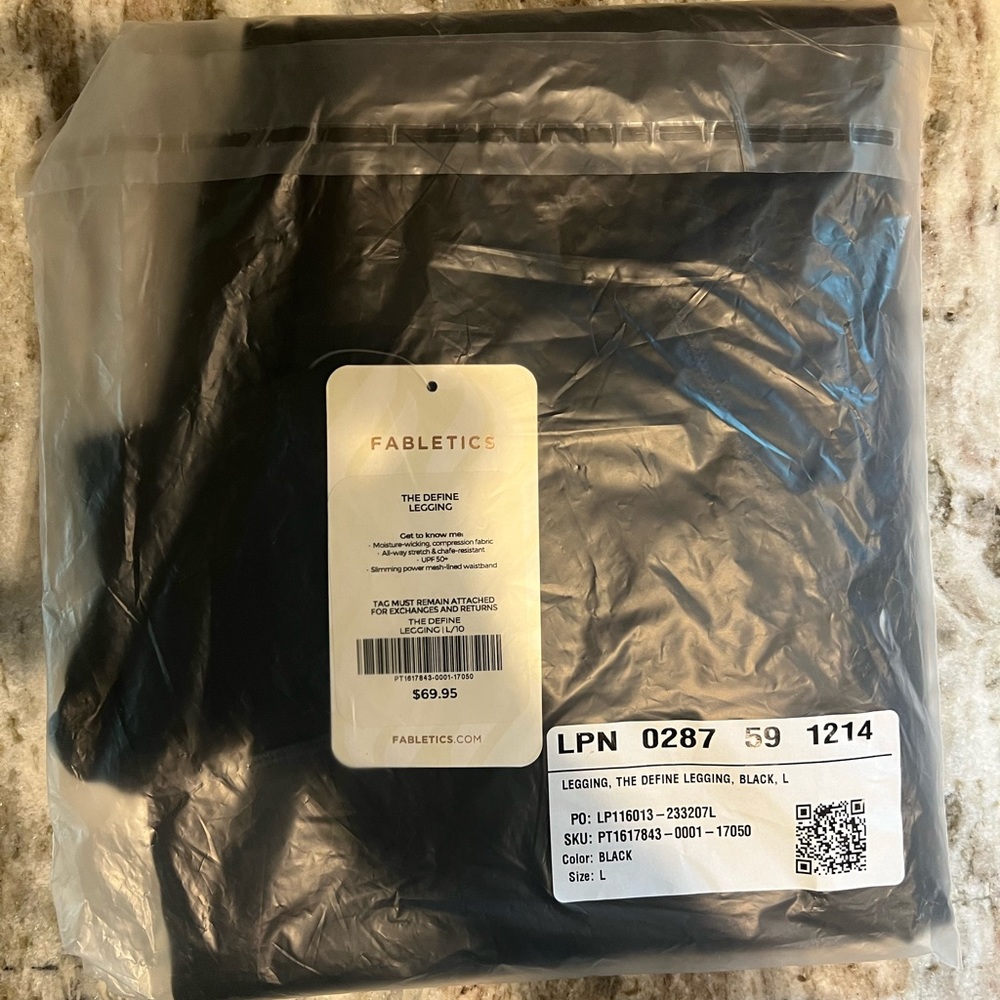 FABLETICS
THE DEFINE
LEGGING
Get to know me:
· Moisture-wicking, compression fabric
· All-way stretch & chafe-resistant
· UPF 50+
· Slimming power mesh-lined waistband
TAG MUST REMAIN ATTACHED
FOR EXCHANGES AND RETURNS
THE DEFINE
LEGGING | L/10
PT1617843-0001-17050
$69.95
FABLETICS.COM
LPN 0287 59 1214
LEGGING, THE DEFINE LEGGING, BLACK, L
PO: LP116013-233207L
SKU: PT1617843-0001-17050
Color: BLACK
Size: L